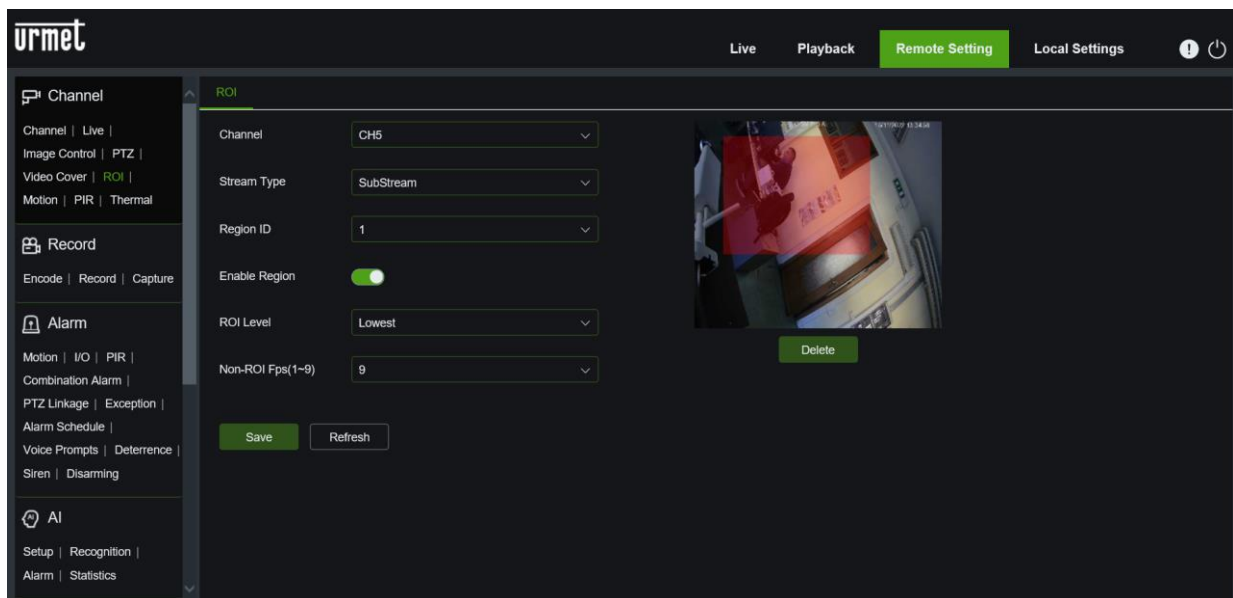 urmet
Live Playback Remote Setting Local Settings
Channel
Channel | Live |
Image Control | PTZ |
Video Cover | ROI |
Motion | PIR | Thermal
Record
Encode | Record | Capture
Alarm
Motion | I/O | PIR |
Combination Alarm |
PTZ Linkage | Exception |
Alarm Schedule |
Voice Prompts | Deterrence |
Siren | Disarming
AI
Setup | Recognition |
Alarm | Statistics
ROI
Channel CH5
Stream Type SubStream
Region ID 1
Enable Region
ROI Level Lowest
Non-ROI Fps(1~9) 9
Save Refresh
Delete